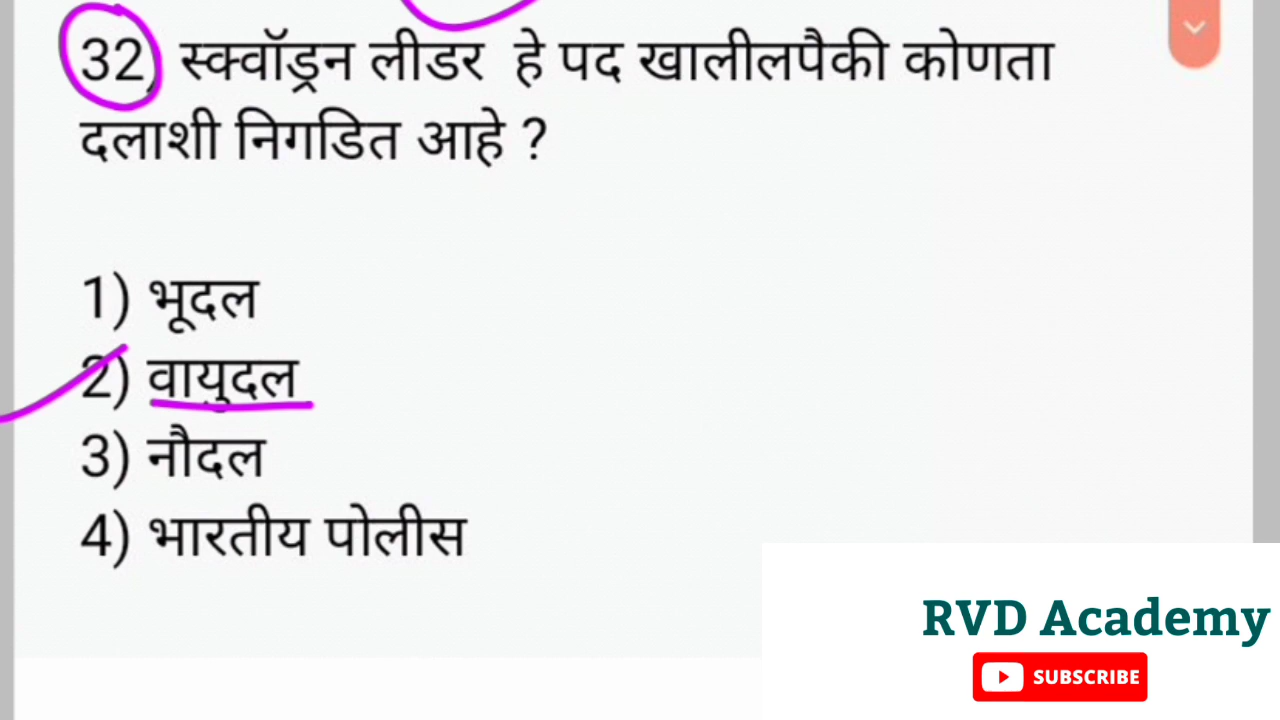 32) स्क्वॉड्रन लीडर हे पद खालीलपैकी कोणता
दलाशी निगडित आहे ?
1) भूदल
2) वायुदल
3) नौदल
4) भारतीय पोलीस
RVD Academy
SUBSCRIBE